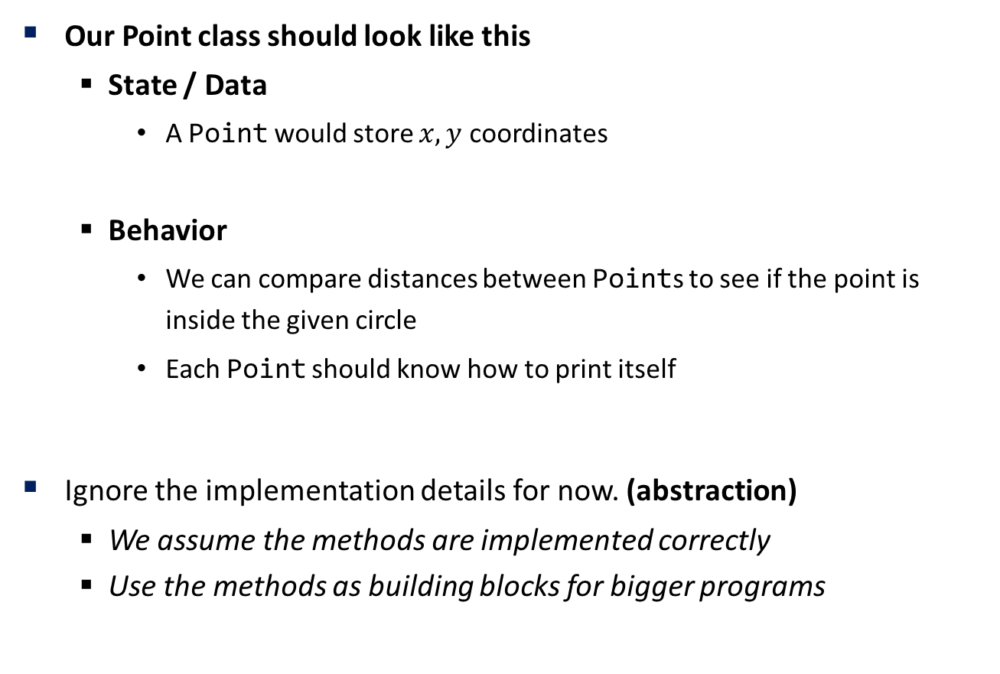 ▪ Our Point class should look like this
▪ State / Data
• A Point would store x, y coordinates
▪ Behavior
• We can compare distances between Points to see if the point is
inside the given circle
• Each Point should know how to print itself
▪ Ignore the implementation details for now. (abstraction)
▪ We assume the methods are implemented correctly
▪ Use the methods as building blocks for bigger programs